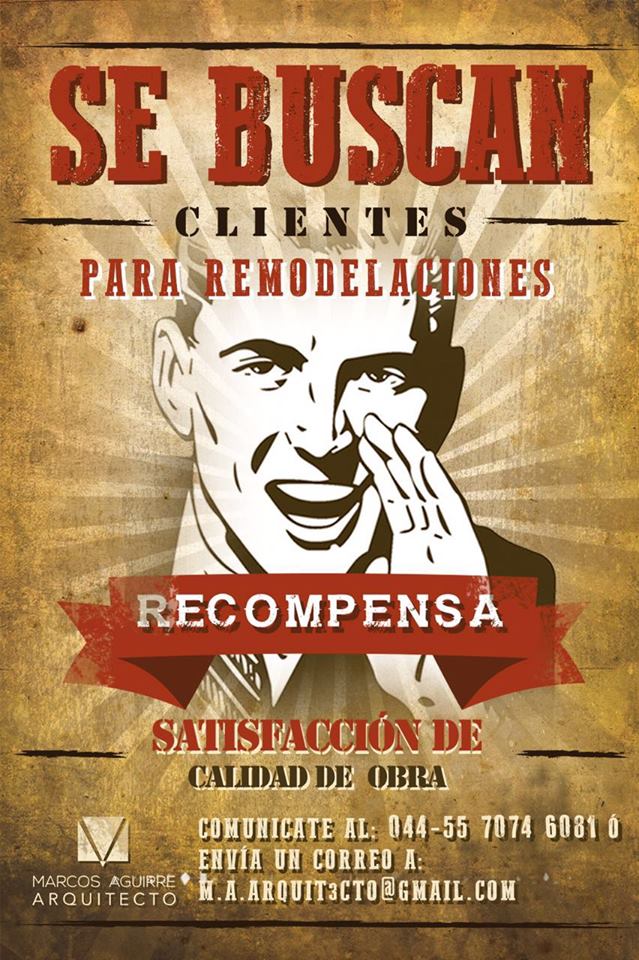 SE BUSCAN
CLIENTES
PARA REMODELACIONES
RECOMPENSA
SATISFACCIÓN DE
CALIDAD DE OBRA
COMUNICATE AL: 044-55 7074 6081 Ó
ENVÍA UN CORREO A:
M.A.ARQUIT3CTO@GMAIL.COM
MARCOS AGUIRRE
ARQUITECTO